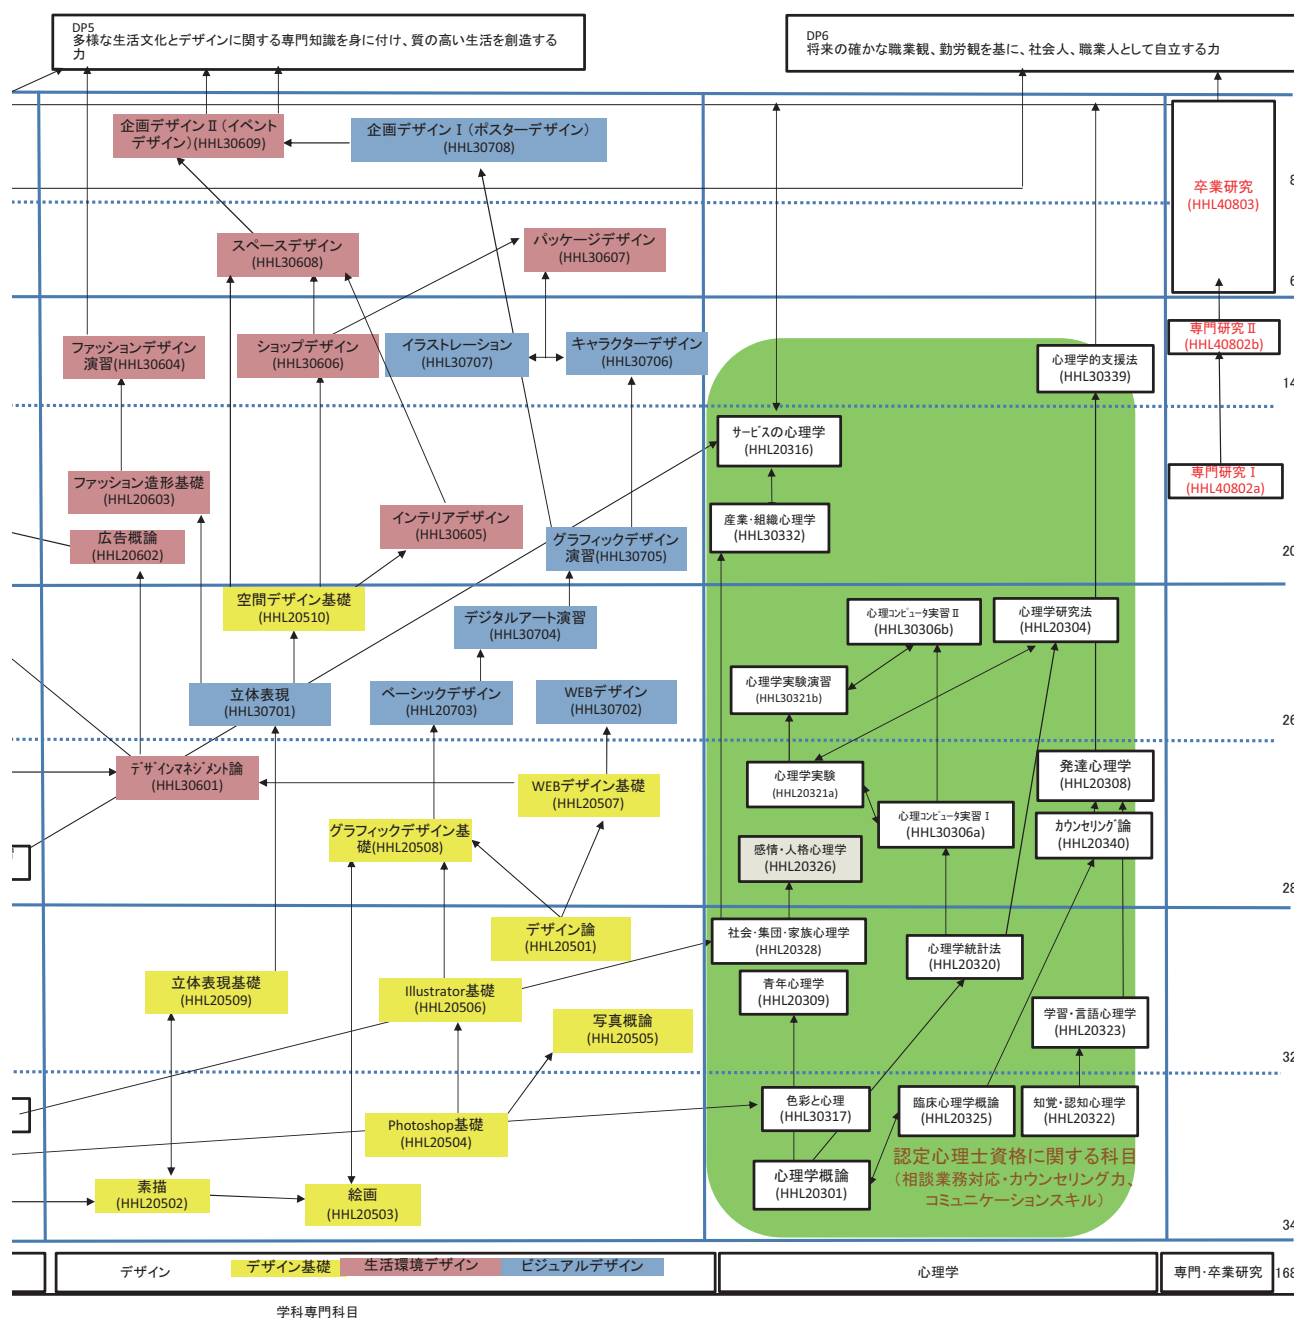 DP5
多様な生活文化とデザインに関する専門知識を身に付け、質の高い生活を創造する
力
DP6
将来の確かな職業観、勤労観を基に、社会人、職業人として自立する力
企画デザインⅡ(イベント
デザイン)(HHL30609)
企画デザインⅠ(ポスターデザイン)
(HHL30708)
8
卒業研究
(HHL40803)
スペースデザイン
(HHL30608)
パッケージデザイン
(HHL30607)
6
ファッションデザイン
演習(HHL30604)
ショップデザイン
(HHL30606)
イラストレーション
(HHL30707)
キャラクターデザイン
(HHL30706)
心理学的支援法
(HHL30339)
専門研究Ⅱ
(HHL40802b)
14
サービスの心理学
(HHL20316)
ファッション造形基礎
(HHL20603)
専門研究Ⅰ
(HHL40802a)
インテリアデザイン
(HHL30605)
産業・組織心理学
(HHL30332)
広告概論
(HHL20602)
グラフィックデザイン
演習(HHL30705)
20
空間デザイン基礎
(HHL20510)
デジタルアート演習
(HHL30704)
心理コンピュータ実習Ⅱ
(HHL30306b)
心理学研究法
(HHL20304)
立体表現
(HHL30701)
ベーシックデザイン
(HHL20703)
WEBデザイン
(HHL30702)
心理学実験演習
(HHL30321b)
26
デザインマネジメント論
(HHL30601)
WEBデザイン基礎
(HHL20507)
心理学実験
(HHL20321a)
発達心理学
(HHL20308)
グラフィックデザイン基
礎(HHL20508)
心理コンピュータ実習Ⅰ
(HHL30306a)
カウンセリング論
(HHL20340)
感情・人格心理学
(HHL20326)
28
デザイン論
(HHL20501)
社会・集団・家族心理学
(HHL20328)
心理学統計法
(HHL20320)
立体表現基礎
(HHL20509)
Illustrator基礎
(HHL20506)
青年心理学
(HHL20309)
写真概論
(HHL20505)
学習・言語心理学
(HHL20323)
32
Photoshop基礎
(HHL20504)
色彩と心理
(HHL30317)
臨床心理学概論
(HHL20325)
知覚・認知心理学
(HHL20322)
認定心理士資格に関する科目
(相談業務対応・カウンセリング力、
コミュニケーションスキル)
素描
(HHL20502)
絵画
(HHL20503)
心理学概論
(HHL20301)
34
デザイン
デザイン基礎
生活環境デザイン
ビジュアルデザイン
心理学
専門・卒業研究
168
学科専門科目